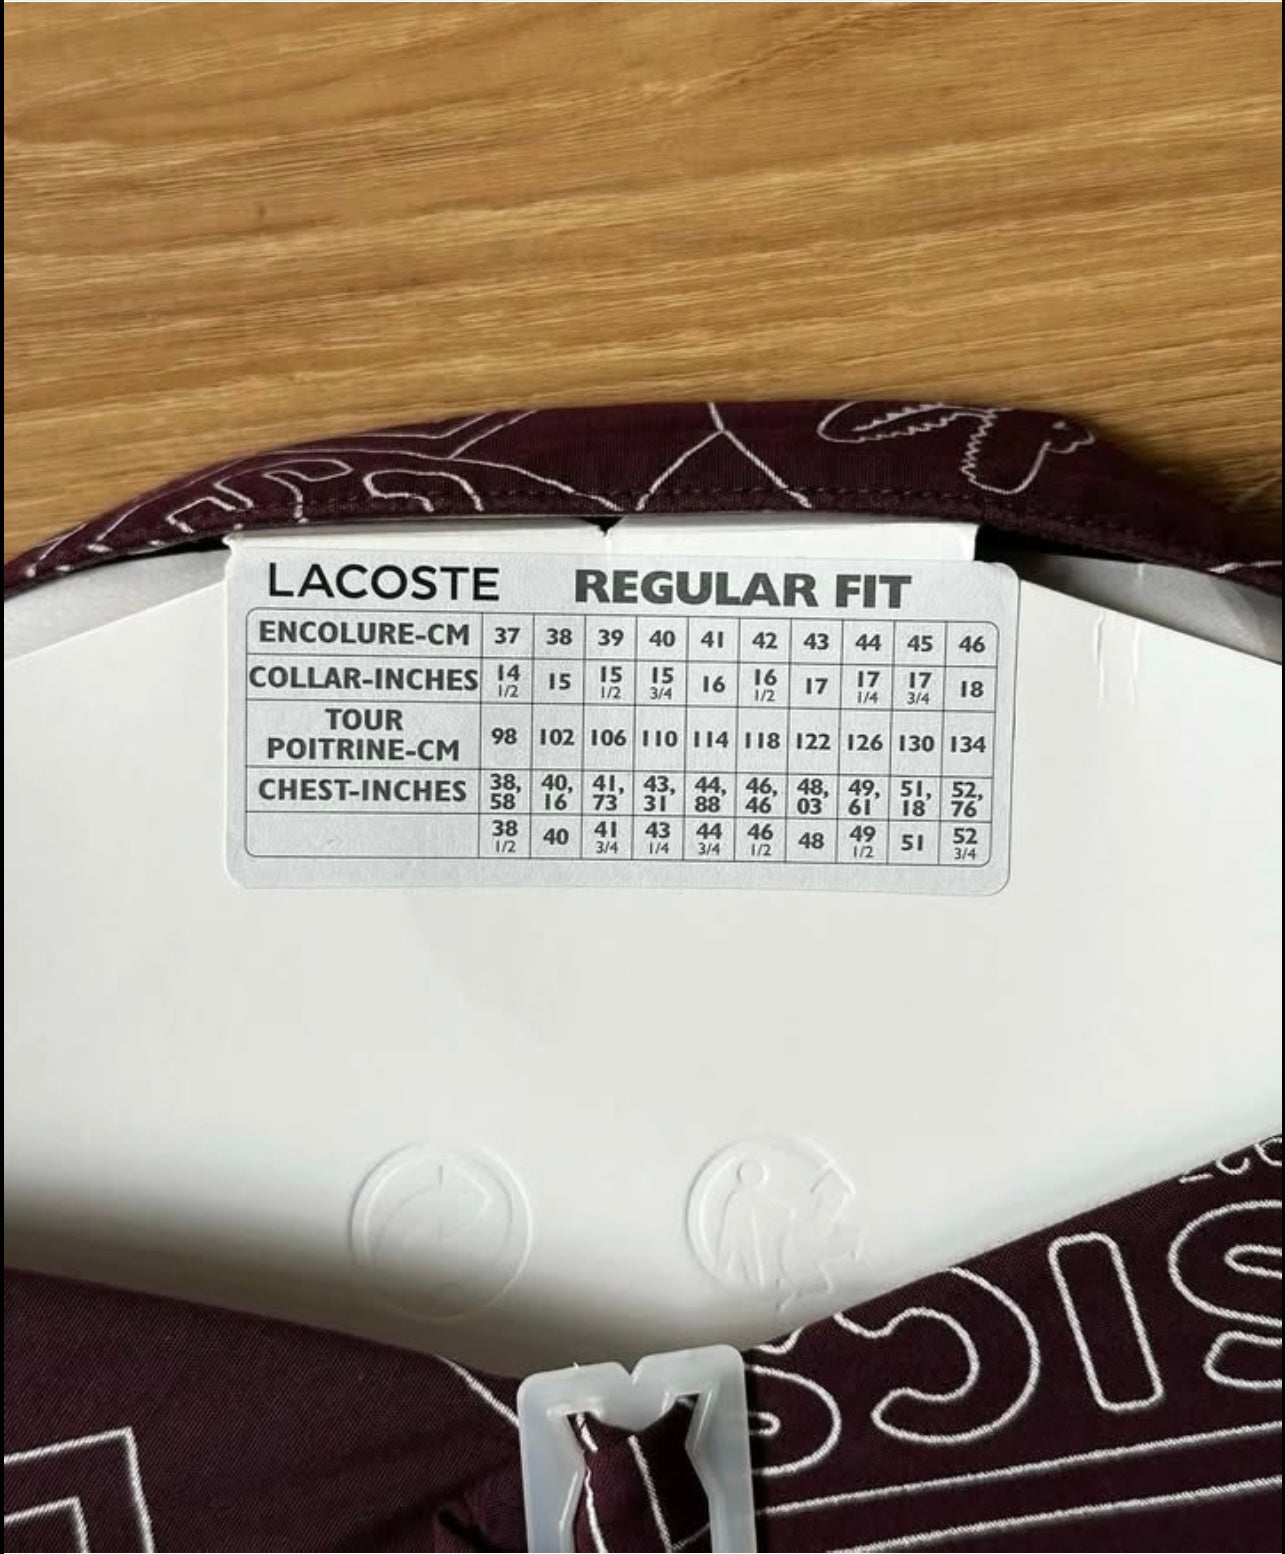 LACOSTE REGULAR FIT
ENCOLURE-CM 37 38 39 40 41 42 43 44 45 46
COLLAR-INCHES 14 1/2 15 15 1/2 15 3/4 16 16 1/2 17 17 1/4 17 3/4 18
TOUR
POITRINE-CM 98 102 106 110 114 118 122 126 130 134
CHEST-INCHES 38,58 40,16 41,73 43,31 44,88 46,46 48,03 49,61 51,18 52,76
38 1/2 40 41 3/4 43 1/4 44 3/4 46 1/2 48 49 1/2 51 52 3/4